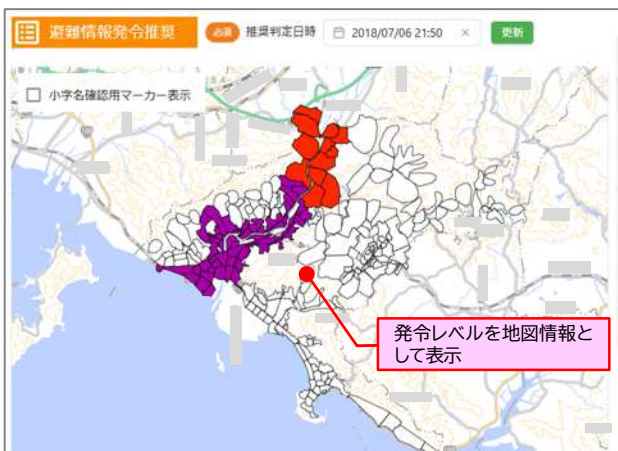 避難情報発令推奨
必須 推奨判定日時 2018/07/06 21:50 × 更新
小字名確認用マーカー表示
発令レベルを地図情報と
して表示